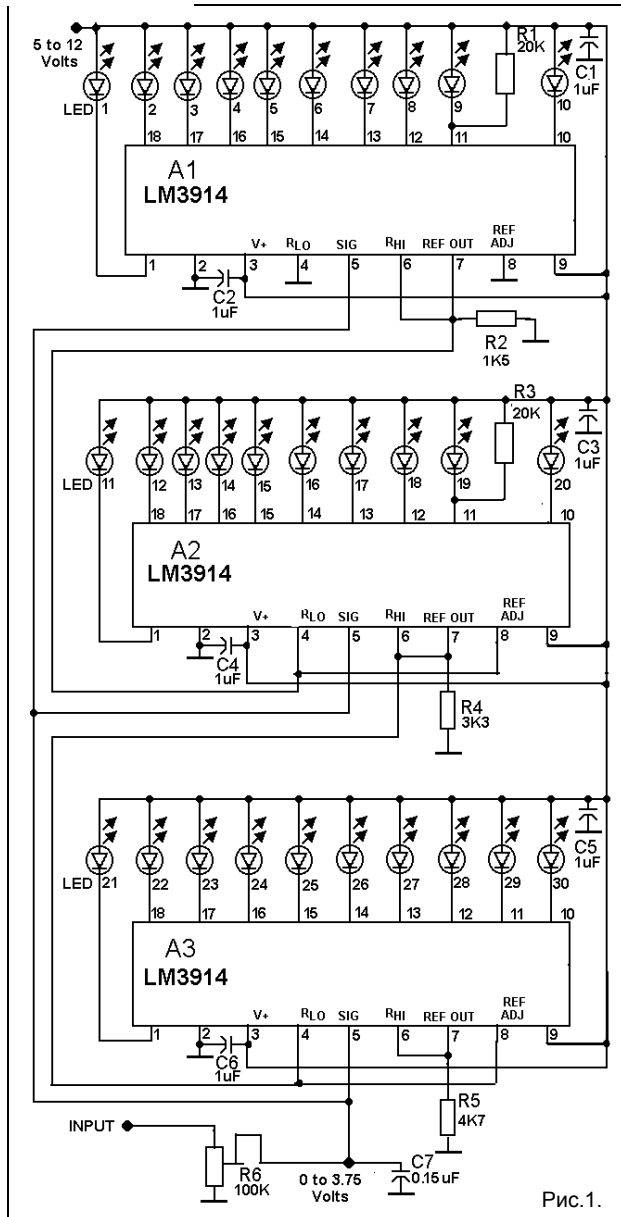 5 to 12
Volts
R1
20K
C1
1uF
LED 1 2 3 4 5 6 7 8 9 10
18 17 16 15 14 13 12 11 10
A1
LM3914
V+ RLO SIG RHI REF OUT REF ADJ
1 2 3 4 5 6 7 8 9
C2
1uF
R2
1K5
R3
20K
C3
1uF
LED 11 12 13 14 15 16 17 18 19 20
18 17 16 15 14 13 12 11 10
A2
LM3914
V+ RLO SIG RHI REF OUT REF ADJ
1 2 3 4 5 6 7 8 9
C4
1uF
R4
3K3
C5
1uF
LED 21 22 23 24 25 26 27 28 29 30
18 17 16 15 14 13 12 11 10
A3
LM3914
V+ RLO SIG RHI REF OUT REF ADJ
1 2 3 4 5 6 7 8 9
C6
1uF
R5
4K7
INPUT
R6
100K
0 to 3.75
Volts
C7
0.15uF
Рис.1.